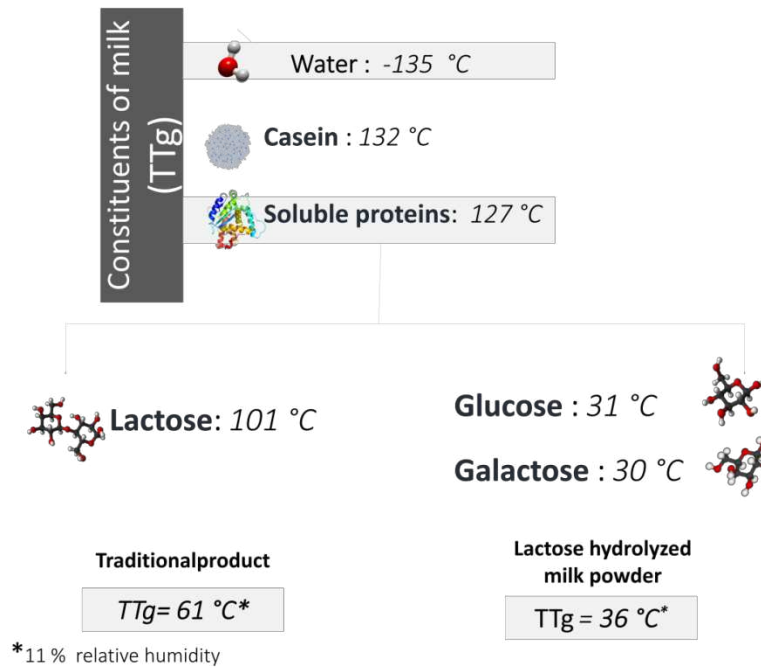 Constituents of milk
(TTg)
Water : -135 °C
Casein : 132 °C
Soluble proteins: 127 °C
Lactose: 101 °C
Glucose : 31 °C
Galactose : 30 °C
Traditionalproduct
TTg= 61 °C*
Lactose hydrolyzed
milk powder
TTg = 36 °C*
*11 % relative humidity